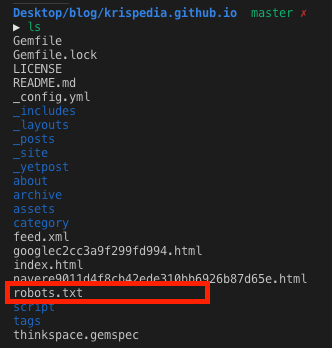 Desktop/blog/krispedia.github.io master ✗
▶ ls
Gemfile
Gemfile.lock
LICENSE
README.md
_config.yml
_includes
_layouts
_posts
_site
_yetpost
about
archive
assets
category
feed.xml
googlec2cc3a9f299fd994.html
index.html
navere9011d4f8cb42ede310bb6926b87d65e.html
robots.txt
script
tags
thinkspace.gemspec